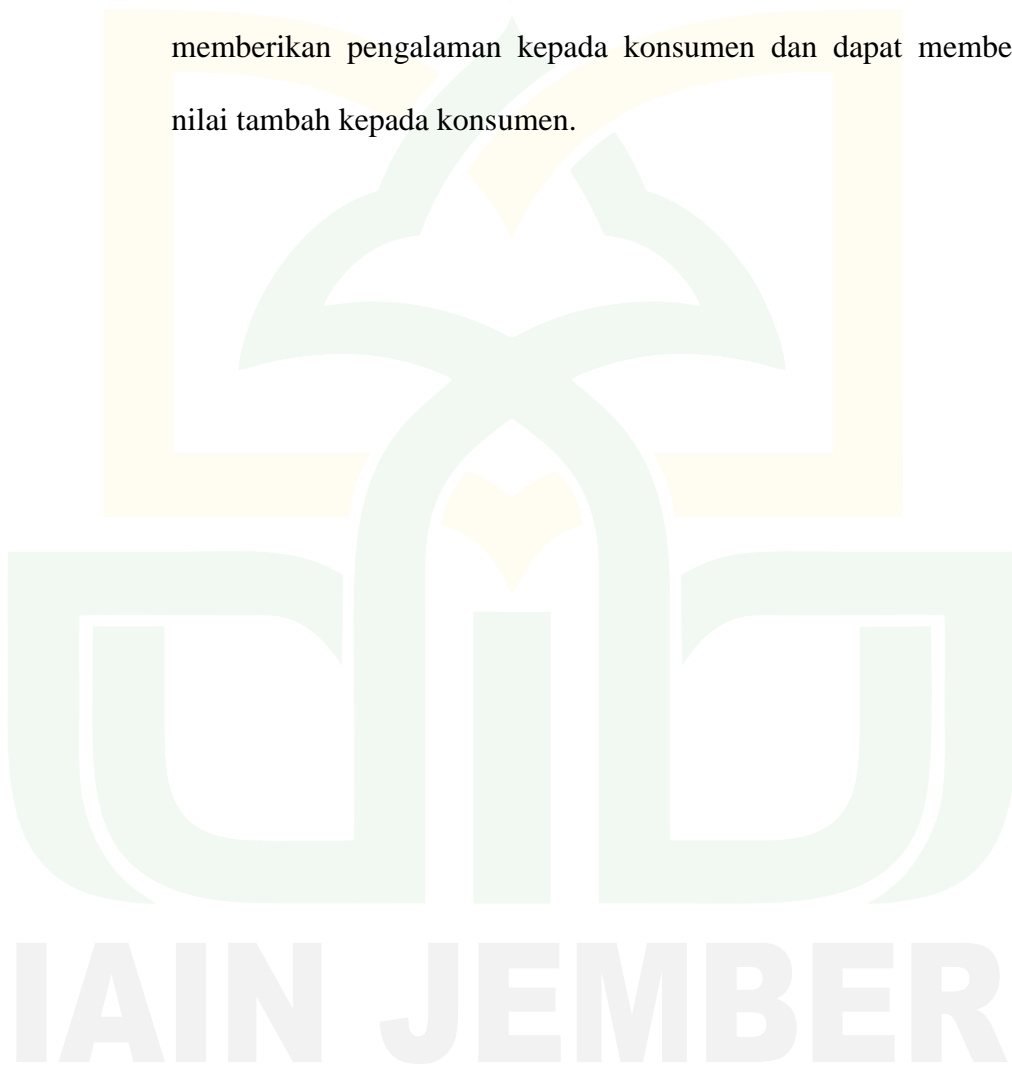 memberikan pengalaman kepada konsumen dan dapat membe
nilai tambah kepada konsumen.
IAIN JEMBER